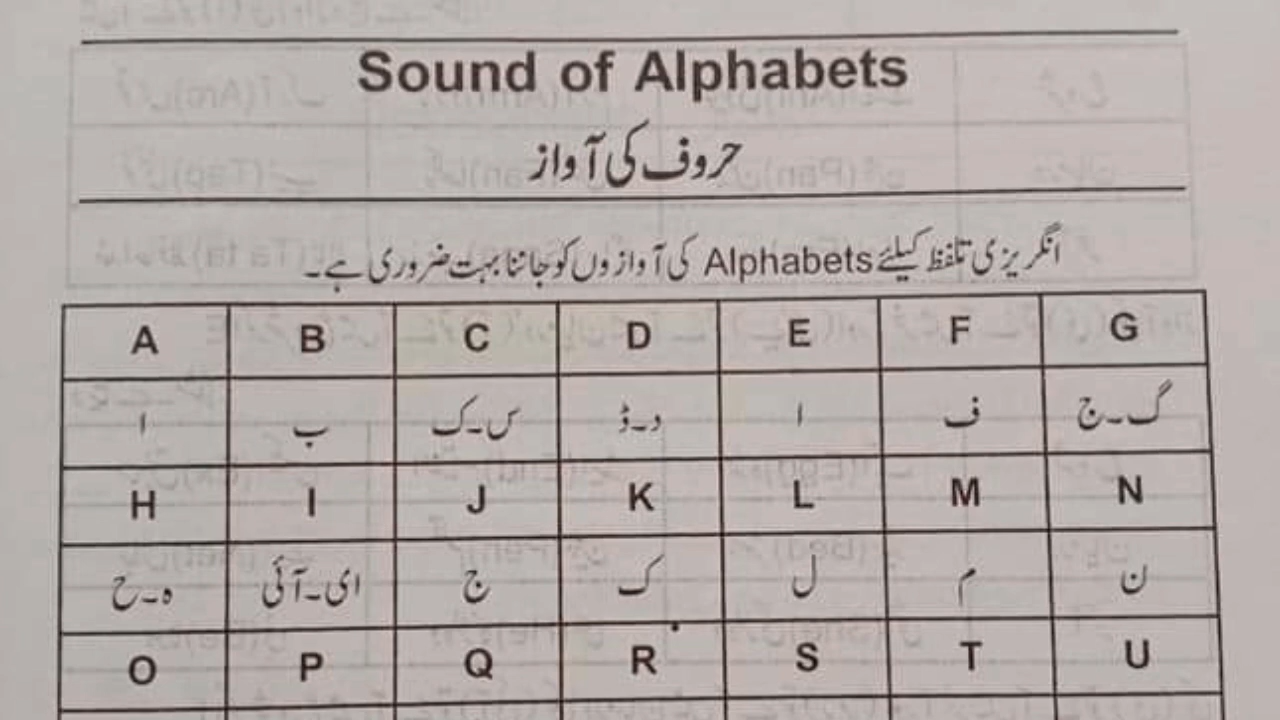 Sound of Alphabets
حروف کی آواز
انگریزی تلفظ کیلئے Alphabets کی آوازوں کو جاننا بہت ضروری ہے۔
A B C D E F G
ا ب س۔ک د۔ڈ ا ف گ۔ج
H I J K L M N
ہ۔ح ای۔آئی ج ک ل م ن
O P Q R S T U